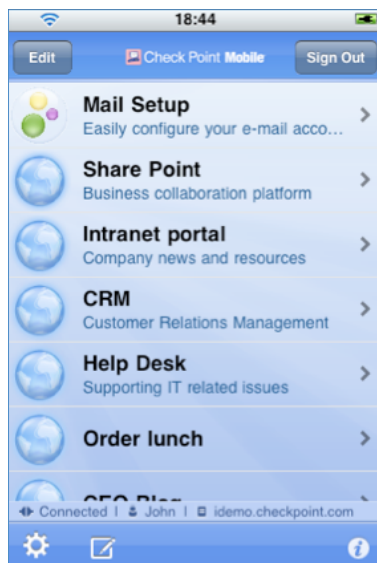 18:44
Edit
Check Point Mobile
Sign Out
Mail Setup
Easily configure your e-mail acco...
Share Point
Business collaboration platform
Intranet portal
Company news and resources
CRM
Customer Relations Management
Help Desk
Supporting IT related issues
Order lunch
CEO Blog
Connected | John | idemo.checkpoint.com